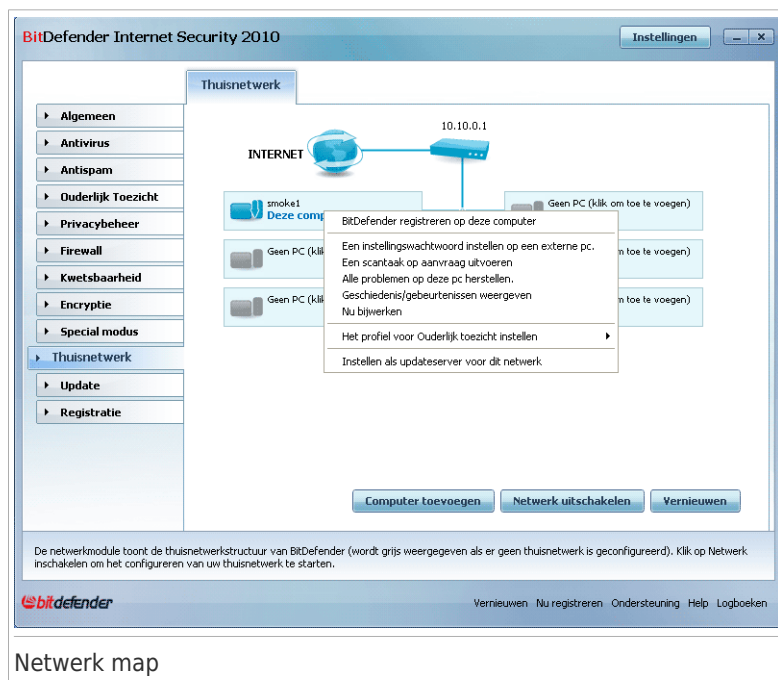 BitDefender Internet Security 2010
Instellingen
Thuisnetwerk
Algemeen
Antivirus
Antispam
Ouderlijk Toezicht
Privacybeheer
Firewall
Kwetsbaarheid
Encryptie
Special modus
Thuisnetwerk
Update
Registratie
10.10.0.1
INTERNET
smoke1
Deze comp
Geen PC (klik om toe te voegen)
Geen PC (klik
m toe te voegen)
Geen PC (klik
m toe te voegen)
BitDefender registreren op deze computer
Een instellingswachtwoord instellen op een externe pc.
Een scantaak op aanvraag uitvoeren
Alle problemen op deze pc herstellen.
Geschiedenis/gebeurtenissen weergeven
Nu bijwerken
Het profiel voor Ouderlijk toezicht instellen
Instellen als updateserver voor dit netwerk
Computer toevoegen
Netwerk uitschakelen
Vernieuwen
De netwerkmodule toont de thuisnetwerkstructuur van BitDefender (wordt grijs weergegeven als er geen thuisnetwerk is geconfigureerd). Klik op Netwerk
inschakelen om het configureren van uw thuisnetwerk te starten.
bitdefender
Vernieuwen Nu registreren Ondersteuning Help Logboeken
Netwerk map